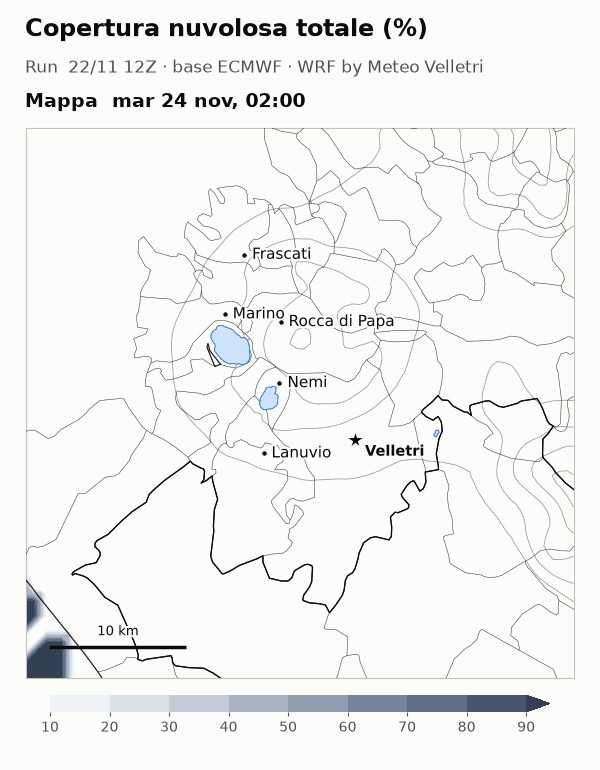 Copertura nuvolosa totale (%)
Run  22/11 12Z · base ECMWF · WRF by Meteo Velletri
Mappa  mar 24 nov, 02:00
Frascati
Marino
Rocca di Papa
Nemi
Velletri
Lanuvio
10 km
10 20 30 40 50 60 70 80 90